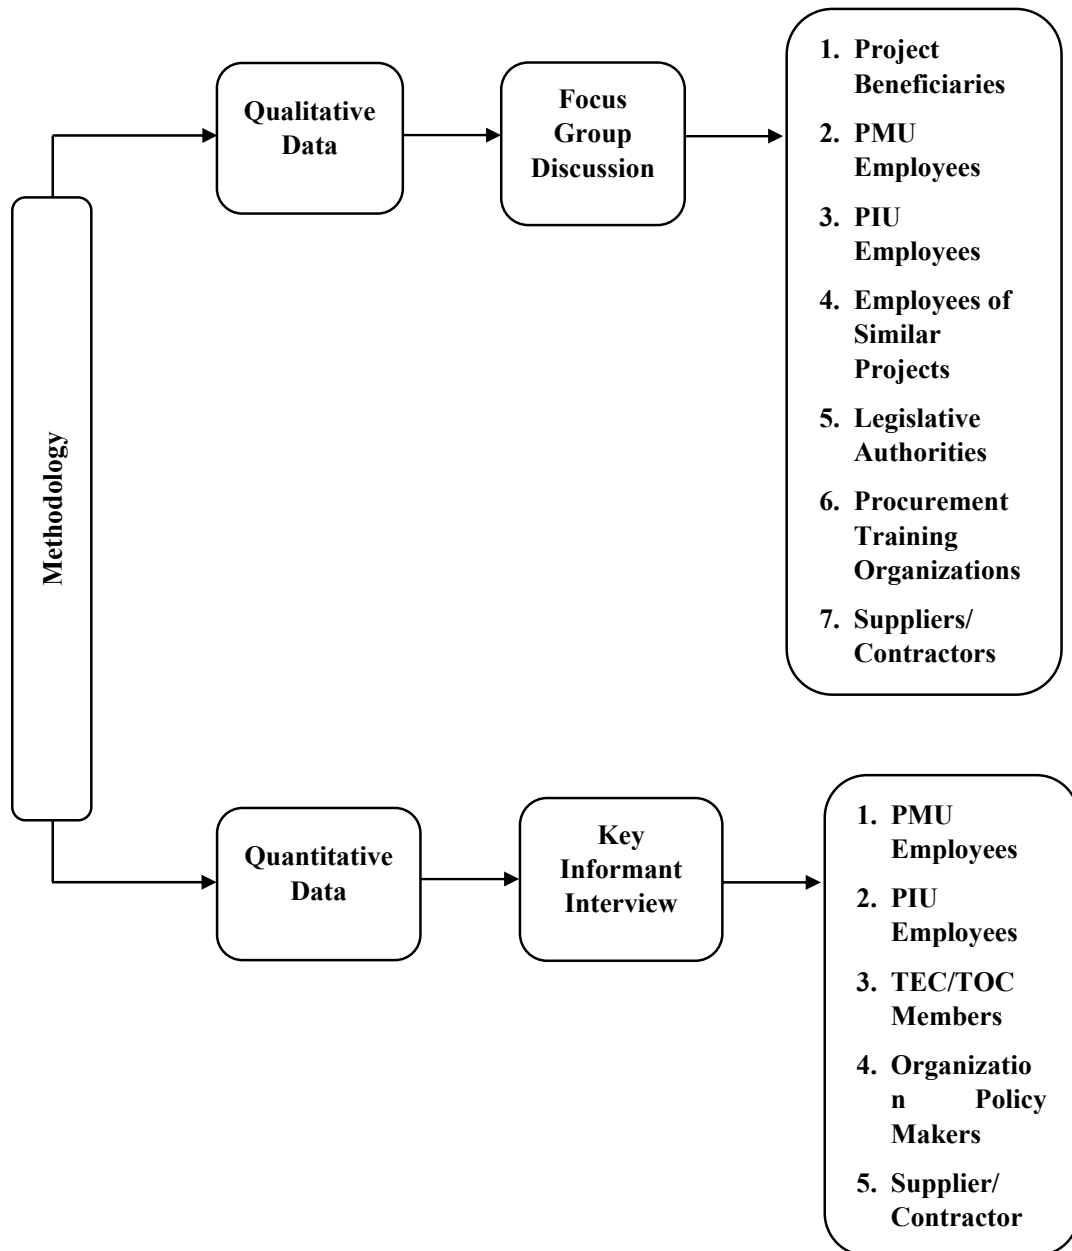 Methodology
Qualitative
Data
Focus
Group
Discussion
1. Project
Beneficiaries
2. PMU
Employees
3. PIU
Employees
4. Employees of
Similar
Projects
5. Legislative
Authorities
6. Procurement
Training
Organizations
7. Suppliers/
Contractors
Quantitative
Data
Key
Informant
Interview
1. PMU
Employees
2. PIU
Employees
3. TEC/TOC
Members
4. Organizatio
n Policy
Makers
5. Supplier/
Contractor